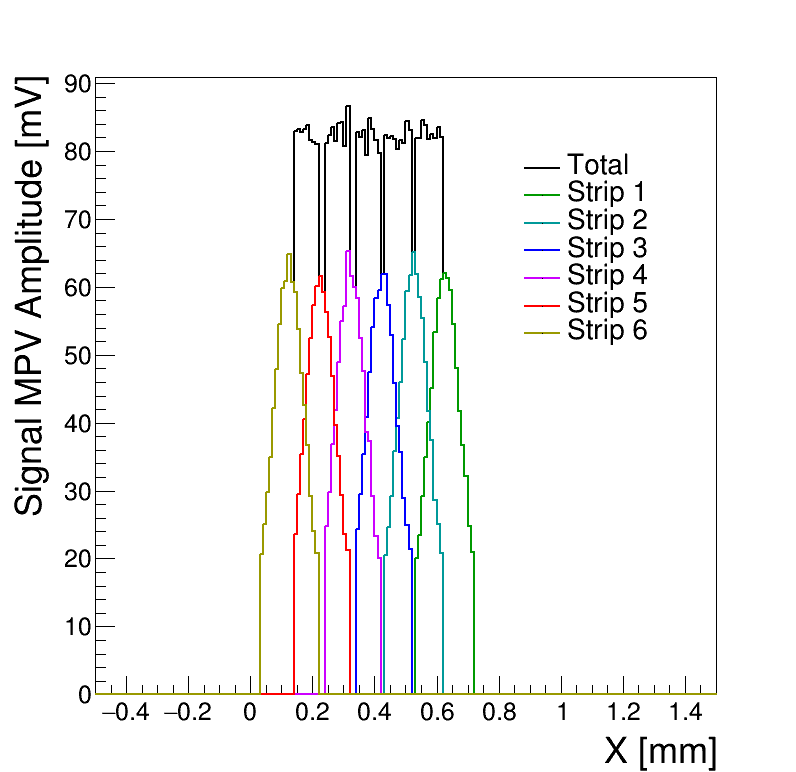 Signal MPV Amplitude [mV]
90
80
70
60
50
40
30
20
10
0
Total
Strip 1
Strip 2
Strip 3
Strip 4
Strip 5
Strip 6
−0.4 −0.2 0 0.2 0.4 0.6 0.8 1 1.2 1.4
X [mm]